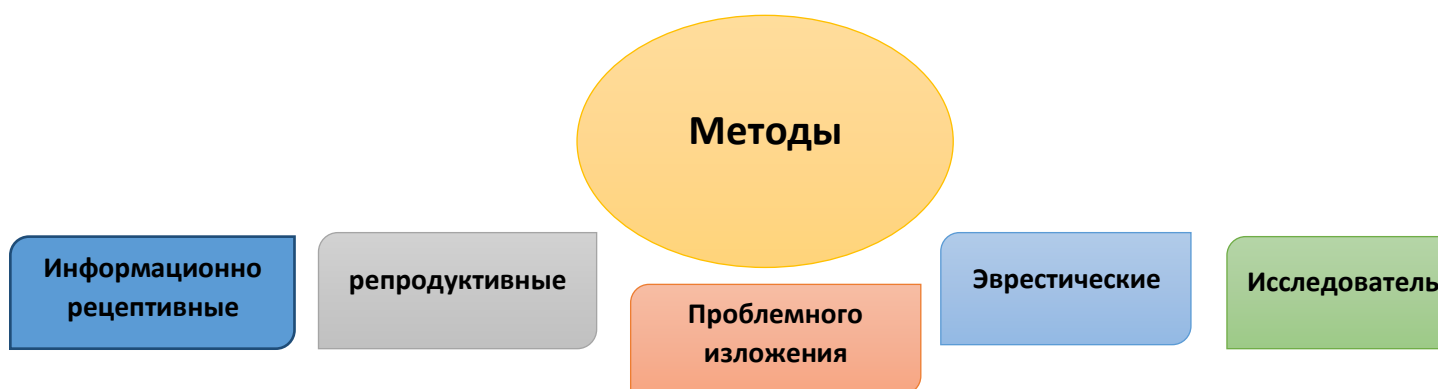 Методы
Информационно
рецептивные
репродуктивные
Проблемного
изложения
Эврестические
Исследователь